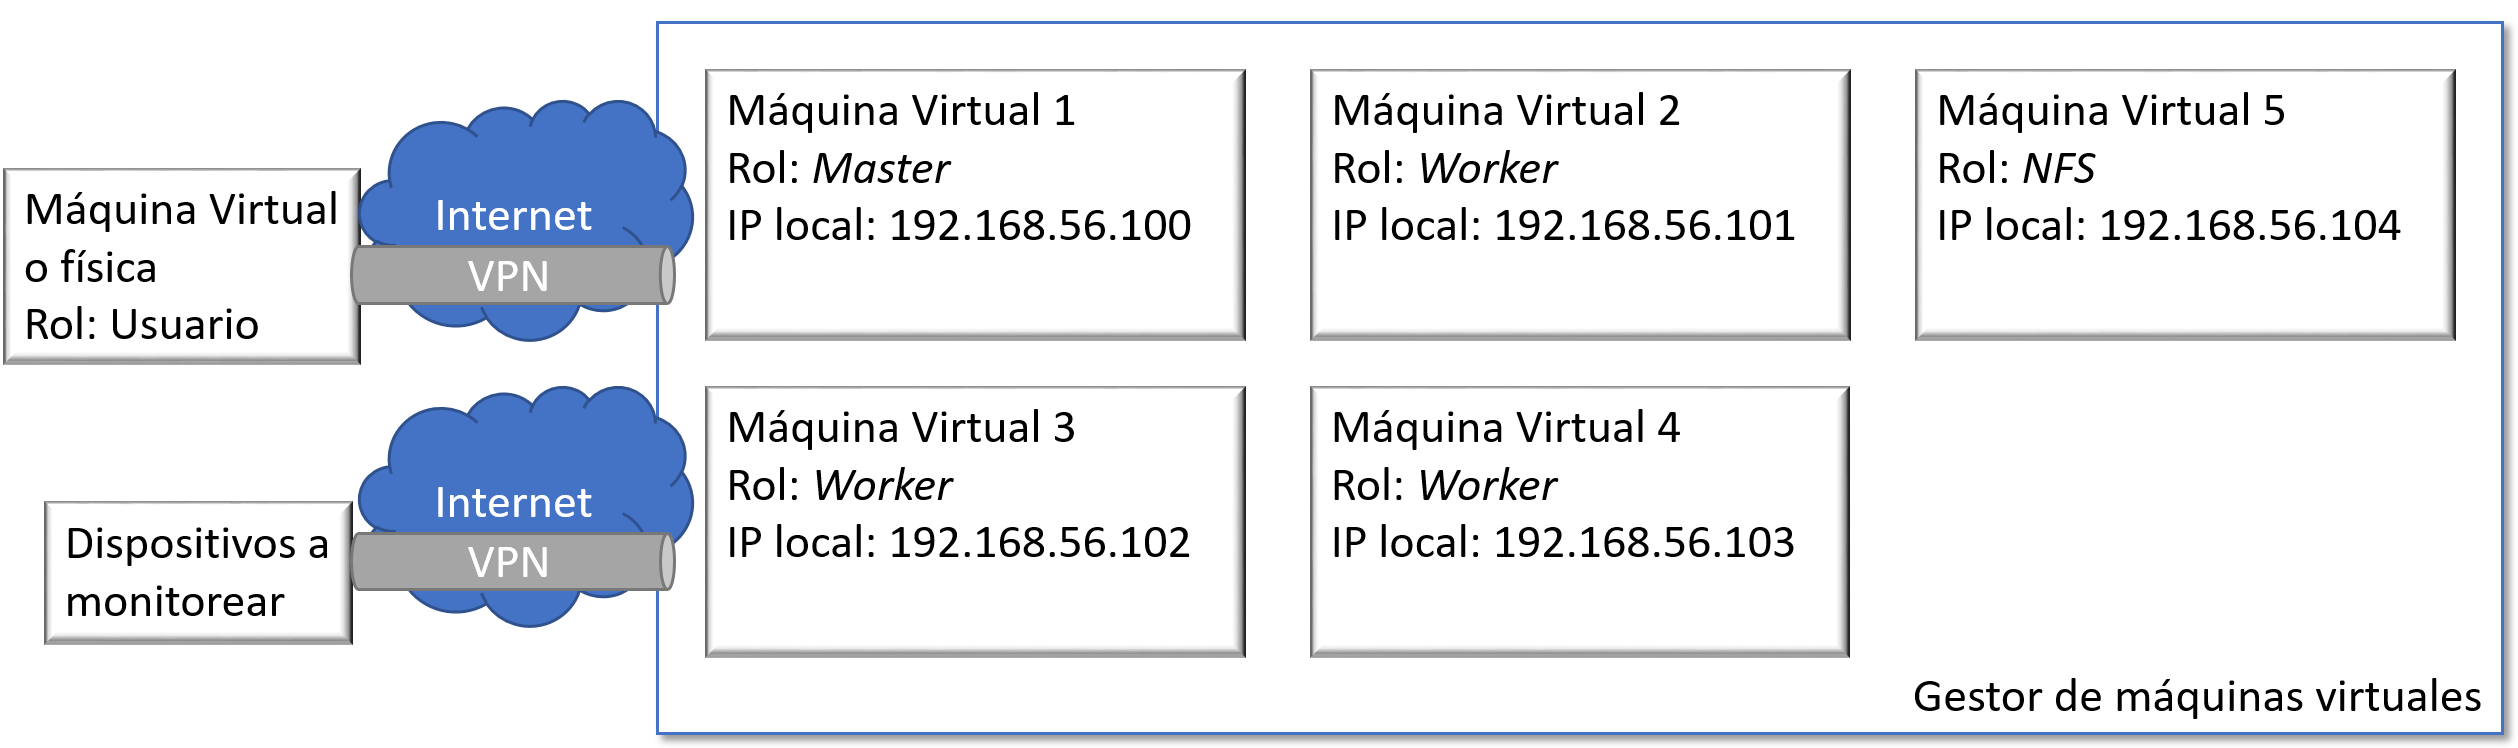 Máquina Virtual
o física
Rol: Usuario
Internet
VPN
Dispositivos a
monitorear
Internet
VPN
Máquina Virtual 1
Rol: Master
IP local: 192.168.56.100
Máquina Virtual 2
Rol: Worker
IP local: 192.168.56.101
Máquina Virtual 5
Rol: NFS
IP local: 192.168.56.104
Máquina Virtual 3
Rol: Worker
IP local: 192.168.56.102
Máquina Virtual 4
Rol: Worker
IP local: 192.168.56.103
Gestor de máquinas virtuales